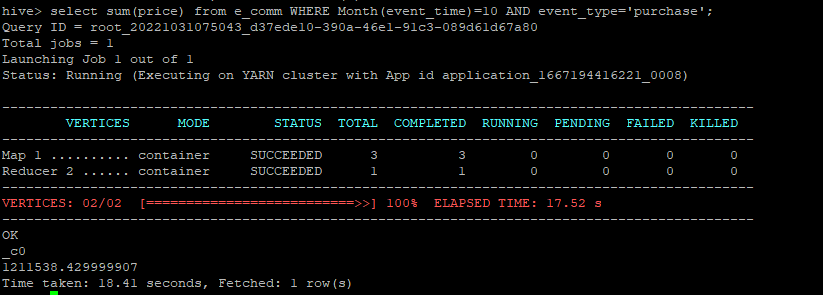 hive> select sum(price) from e_comm WHERE Month(event_time)=10 AND event_type='purchase';
Query ID = root_20221031075043_d37ede10-390a-46e1-91c3-089d61d67a80
Total jobs = 1
Launching Job 1 out of 1
Status: Running (Executing on YARN cluster with App id application_1667194416221_0008)
----------------------------------------------------------------------------------------------
VERTICES MODE STATUS TOTAL COMPLETED RUNNING PENDING FAILED KILLED
----------------------------------------------------------------------------------------------
Map 1 .......... container SUCCEEDED 3 3 0 0 0 0
Reducer 2 ...... container SUCCEEDED 1 1 0 0 0 0
----------------------------------------------------------------------------------------------
VERTICES: 02/02 [==========================>>] 100% ELAPSED TIME: 17.52 s
----------------------------------------------------------------------------------------------
OK
_c0
1211538.429999907
Time taken: 18.41 seconds, Fetched: 1 row(s)